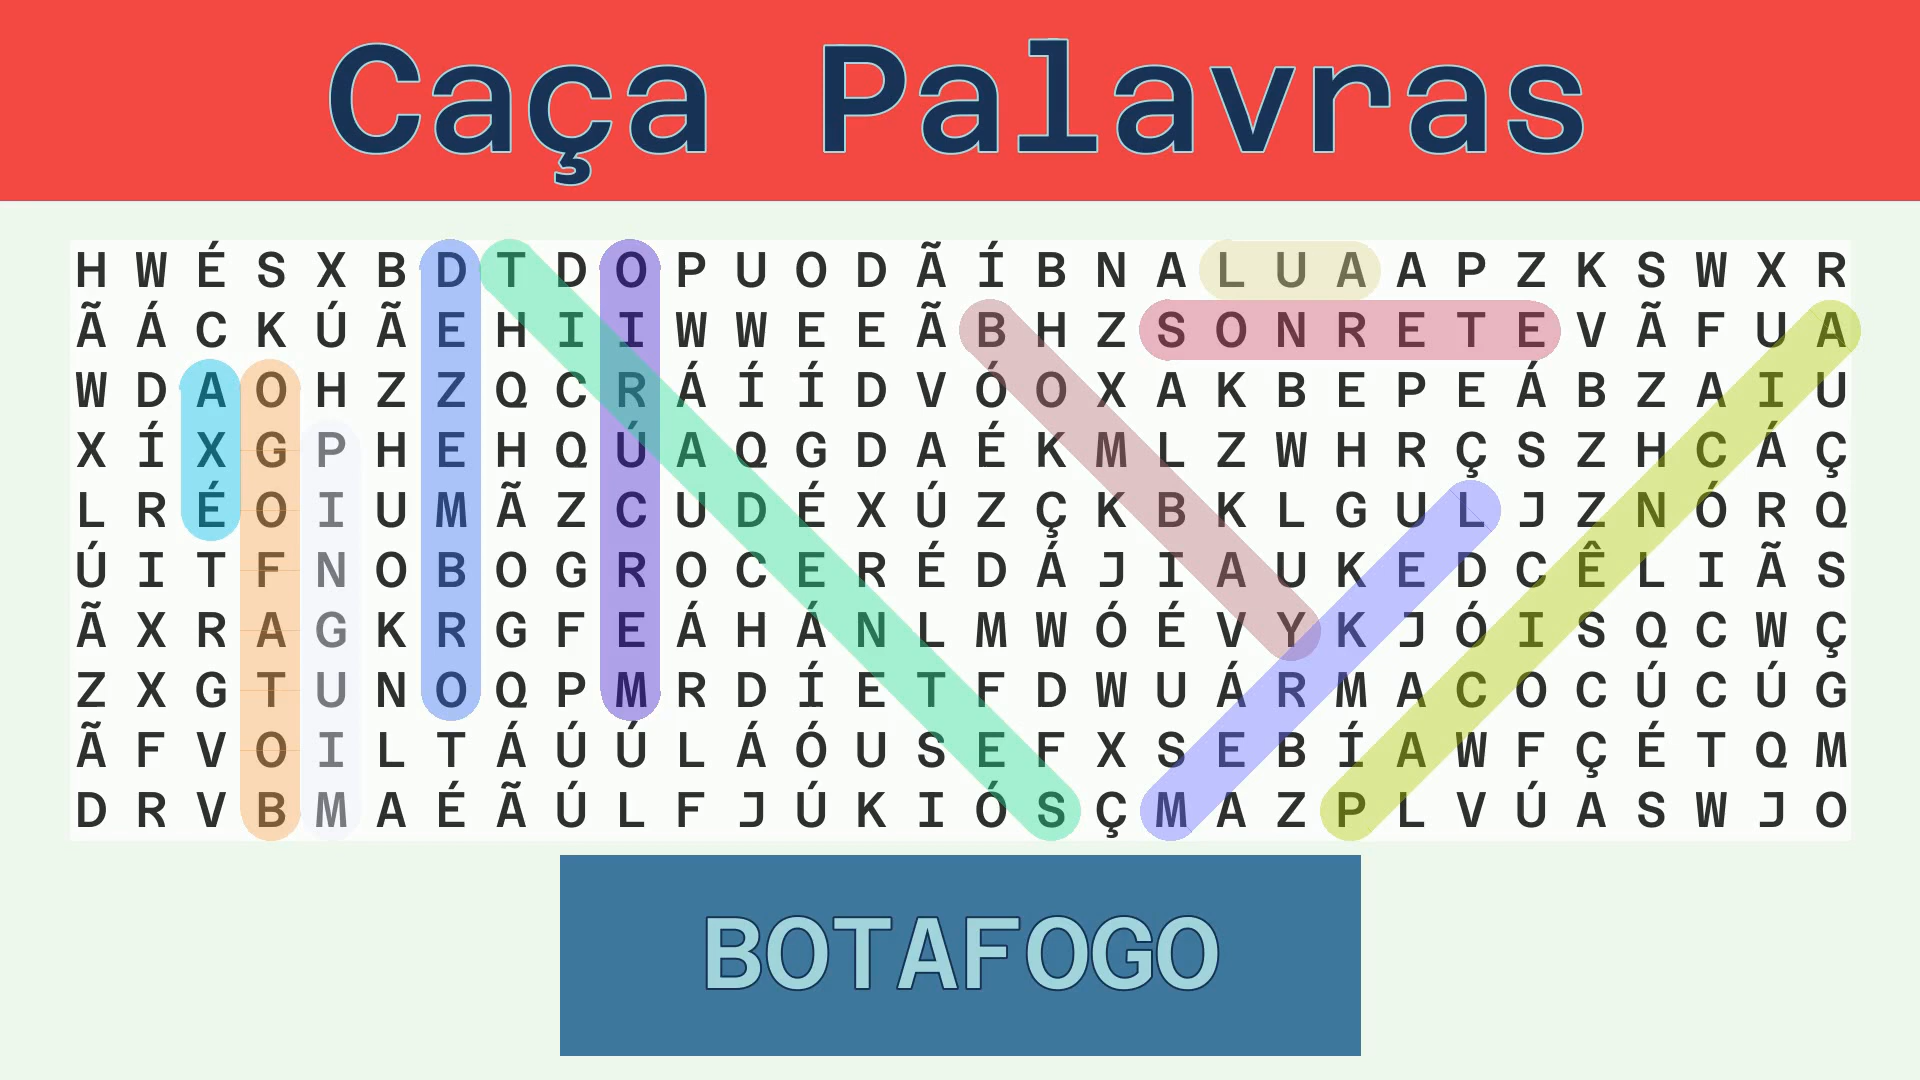 Caça Palavras
H W É S X B D T D O P U O D Ã Í B N A L U A A P Z K S W X R
Ã Á C K Ú Ã E H I I W W E E Ã B H Z S O N R E T E V Ã F U A
W D A O H Z Z Q C R Á Í Í D V Ó O X A K B E P E Á B Z A I U
X Í X G P H E H Q Ú A Q G D A É K M L Z W H R Ç S Z H C Á Ç
L R É O I U M Ã Z C U D É X Ú Z Ç K B K L G U L J Z N Ó R Q
Ú I T F N O B O G R O C E R É D Á J I A U K E D C Ê L I Ã S
Ã X R A G K R G F E Á H Á N L M W Ó É V Y K J Ó I S Q C W Ç
Z X G T U N O Q P M R D Í E T F D W U Á R M A C O C Ú C Ú G
Ã F V O I L T Á Ú Ú L Á Ó U S E F X S E B Í A W F Ç É T Q M
D R V B M A É Ã Ú L F J Ú K I Ó S Ç M A Z P L V Ú A S W J O
BOTAFOGO